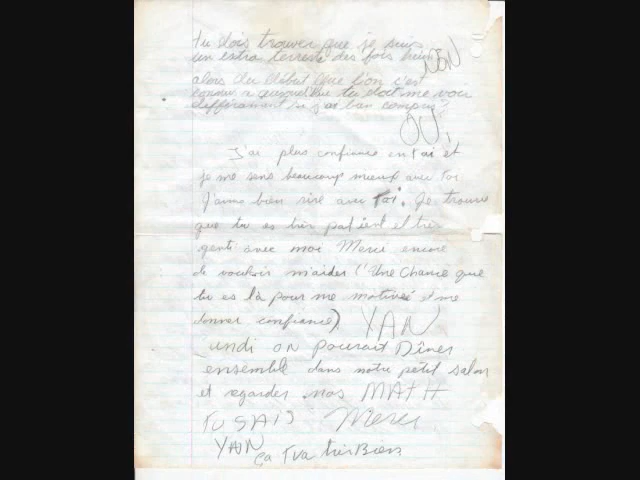 tu dois trouver que je suis
un extra terrestre des fois hein NON
alors du début que l'on s'est
connu a aujourd'hui tu doit me voir
differamant si j'ai bien compris?
OUI
J'ai plus confiance en toi et
je me sens beaucoup mieux avec toi
J'aime bien rire avec toi. Je trouve
que tu es très patient et très
gentil avec moi Merci encore
de vouloir m'aider (Une chance que
tu es là pour me motiver et me
donner confiance) YAN
Lundi on pourait Dîner
ensemble dans notre petit salon
et regarder nos MATH
TU SAIS Merci
YAN ça T va très Bien